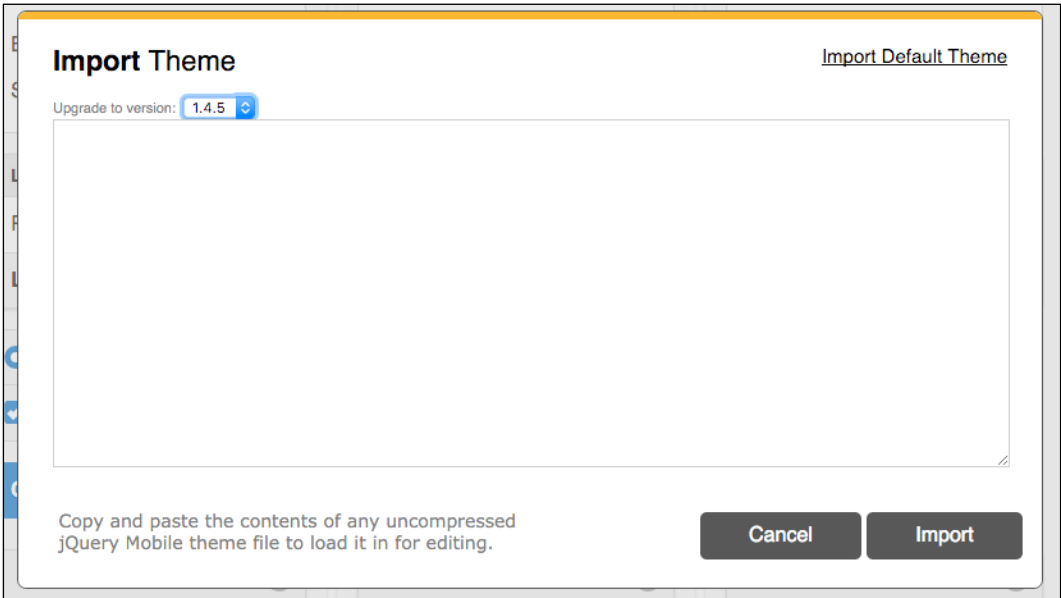 Import Theme
Import Default Theme
Upgrade to version: 1.4.5
Copy and paste the contents of any uncompressed
jQuery Mobile theme file to load it in for editing.
Cancel
Import